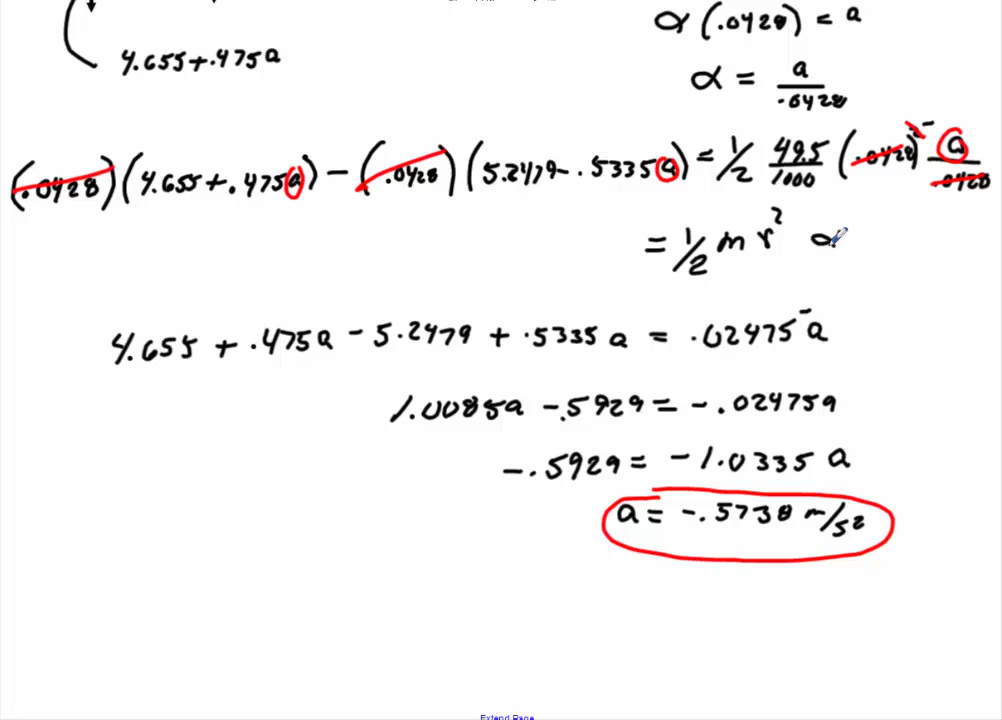 α (.0428) = a
4.655+.475a
α = a/.0428
(.0428)(4.655+.475a) - (.0428)(5.2479-.5335a) = 1/2 49.5/1000 (.0428)² a/.0428
= 1/2 m r² α
4.655 + .475a - 5.2479 + .5335a = .02475⁻a
1.0085a - .5929 = -.02475a
-.5929 = -1.0335 a
a = -.5738 m/s²
Extend Page